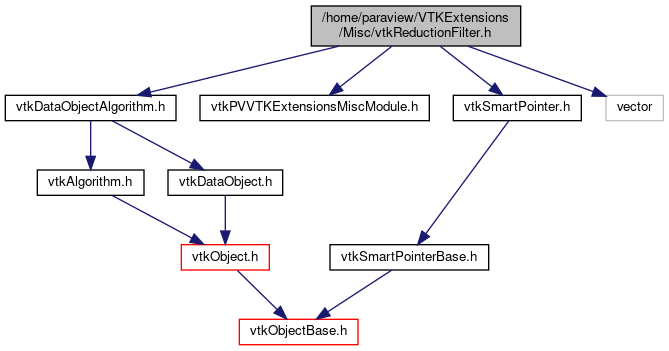 /home/paraview/VTKExtensions
/Misc/vtkReductionFilter.h
vtkDataObjectAlgorithm.h
vtkPVVTKExtensionsMiscModule.h
vtkSmartPointer.h
vector
vtkAlgorithm.h
vtkDataObject.h
vtkObject.h
vtkSmartPointerBase.h
vtkObjectBase.h